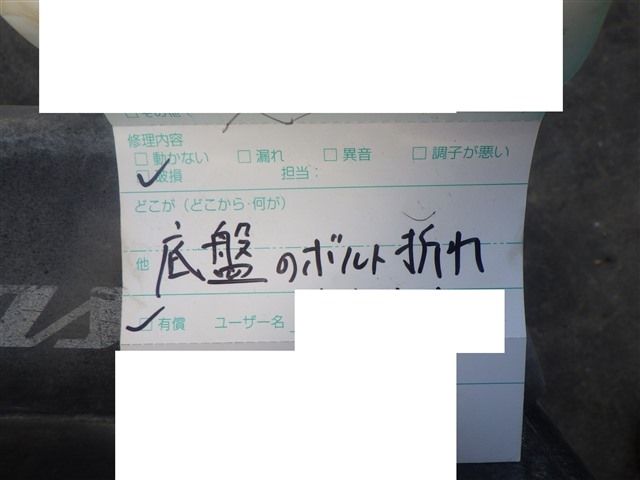 修理内容
□ 動かない □ 漏れ □ 異音 □ 調子が悪い
□ 破損 担当：
どこが（どこから・何が）
底盤のボルト折れ
他
□ 有償 ユーザー名